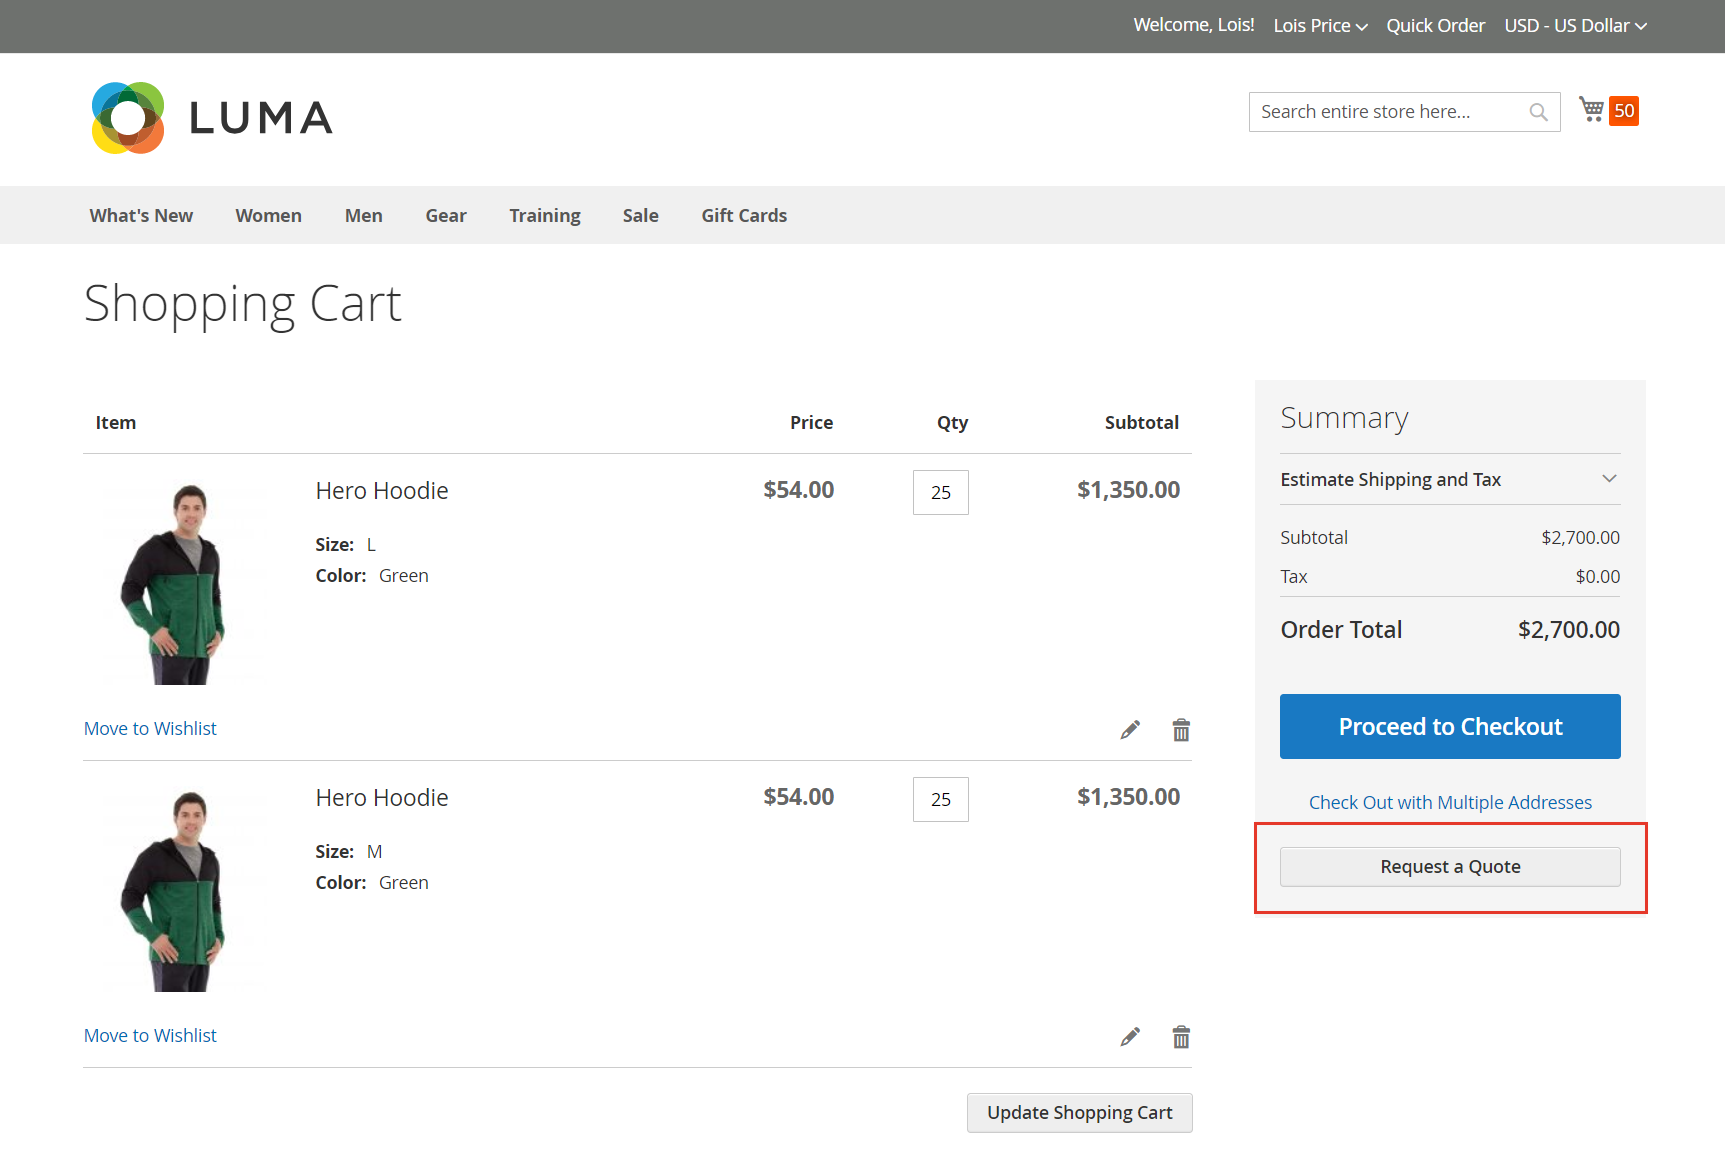 Welcome, Lois! Lois Price Quick Order USD - US Dollar
LUMA
Search entire store here... 50
What's New Women Men Gear Training Sale Gift Cards
Shopping Cart
Item Price Qty Subtotal
Hero Hoodie $54.00 25 $1,350.00
Size: L
Color: Green
Move to Wishlist
Hero Hoodie $54.00 25 $1,350.00
Size: M
Color: Green
Move to Wishlist
Update Shopping Cart
Summary
Estimate Shipping and Tax
Subtotal $2,700.00
Tax $0.00
Order Total $2,700.00
Proceed to Checkout
Check Out with Multiple Addresses
Request a Quote